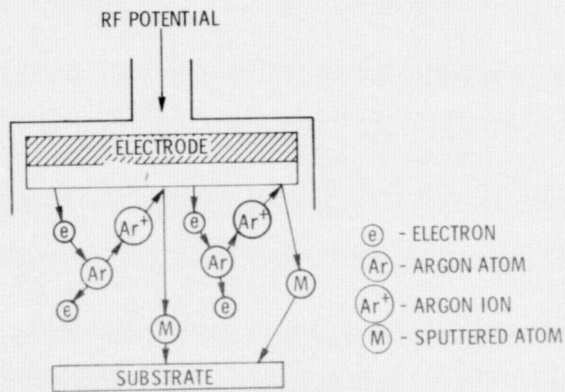 RF POTENTIAL
ELECTRODE
e Ar+ e Ar+
Ar Ar
e e
M M
SUBSTRATE
e - ELECTRON
Ar - ARGON ATOM
Ar+ - ARGON ION
M - SPUTTERED ATOM